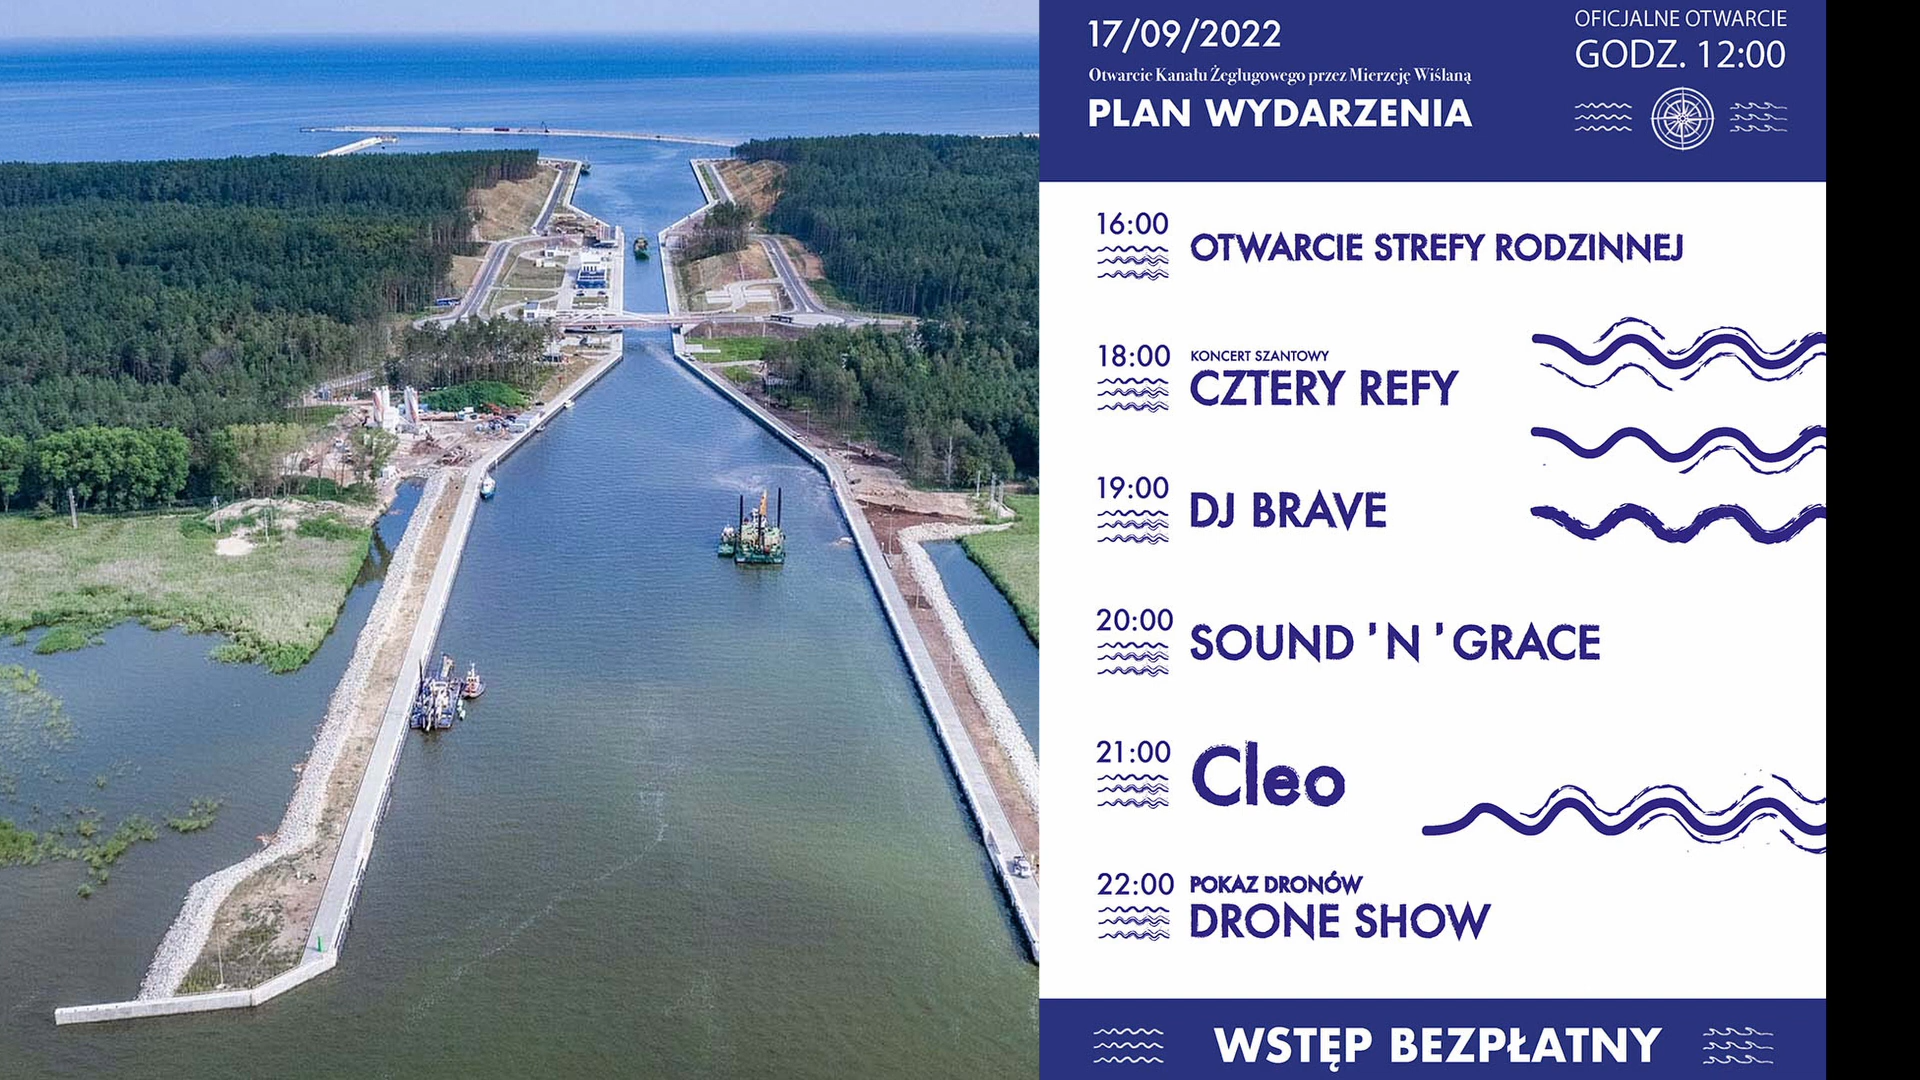 17/09/2022
Otwarcie Kanału Żeglugowego przez Mierzeję Wiślaną
PLAN WYDARZENIA
OFICJALNE OTWARCIE
GODZ. 12:00
16:00
OTWARCIE STREFY RODZINNEJ
18:00
KONCERT SZANTOWY
CZTERY REFY
19:00
DJ BRAVE
20:00
SOUND 'N 'GRACE
21:00
Cleo
22:00
POKAZ DRONÓW
DRONE SHOW
WSTĘP BEZPŁATNY